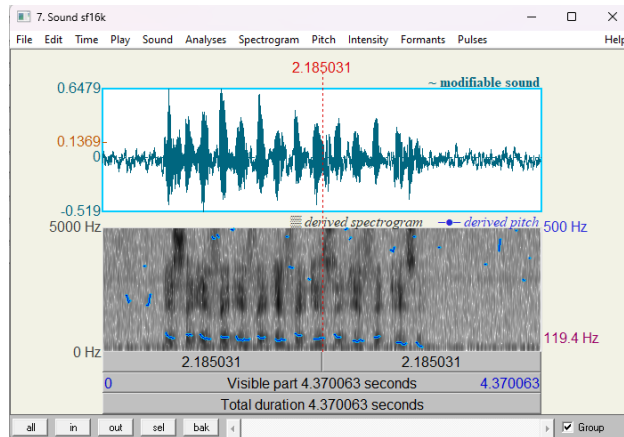 7. Sound sf16k
File Edit Time Play Sound Analyses Spectrogram Pitch Intensity Formants Pulses Help
2.185031
~ modifiable sound
0.6479
0.1369
0
-0.519
derived spectrogram derived pitch
5000 Hz 500 Hz
119.4 Hz
0 Hz
2.185031 2.185031
0 Visible part 4.370063 seconds 4.370063
Total duration 4.370063 seconds
all in out sel bak Group